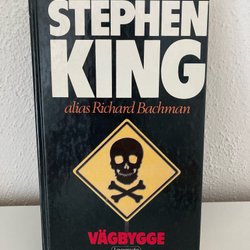 STEPHEN
KING
alias Richard Bachman
VÄGBYGGE